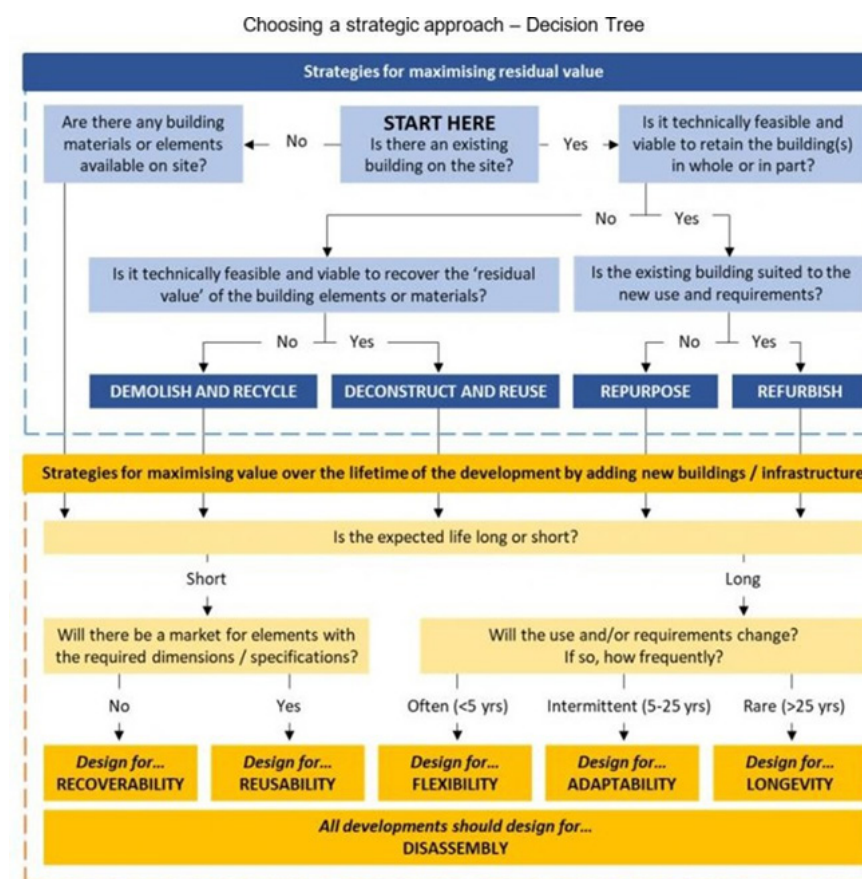 Choosing a strategic approach – Decision Tree
Strategies for maximising residual value
Are there any building
materials or elements
available on site?
No
START HERE
Is there an existing
building on the site?
Yes
Is it technically feasible and
viable to retain the building(s)
in whole or in part?
No
Yes
Is it technically feasible and viable to recover the ‘residual
value’ of the building elements or materials?
Is the existing building suited to the
new use and requirements?
No
Yes
No
Yes
DEMOLISH AND RECYCLE
DECONSTRUCT AND REUSE
REPURPOSE
REFURBISH
Strategies for maximising value over the lifetime of the development by adding new buildings / infrastructure
Is the expected life long or short?
Short
Long
Will there be a market for elements with
the required dimensions / specifications?
Will the use and/or requirements change?
If so, how frequently?
No
Yes
Often (<5 yrs)
Intermittent (5-25 yrs)
Rare (>25 yrs)
Design for...
RECOVERABILITY
Design for...
REUSABILITY
Design for...
FLEXIBILITY
Design for...
ADAPTABILITY
Design for...
LONGEVITY
All developments should design for...
DISASSEMBLY